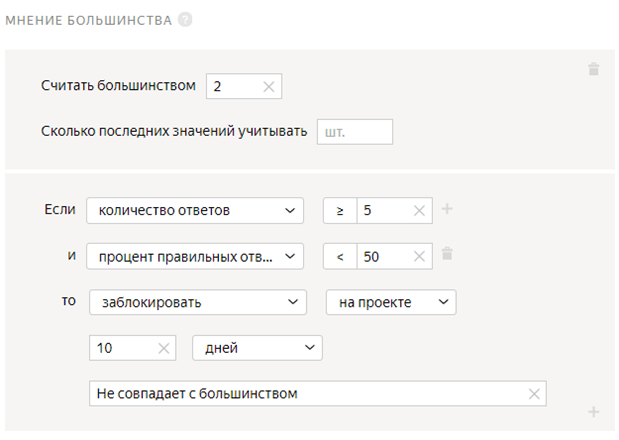 МНЕНИЕ БОЛЬШИНСТВА ?
Считать большинством 2
Сколько последних значений учитывать шт.
Если количество ответов ≥ 5
и процент правильных отв... < 50
то заблокировать на проекте
10 дней
Не совпадает с большинством